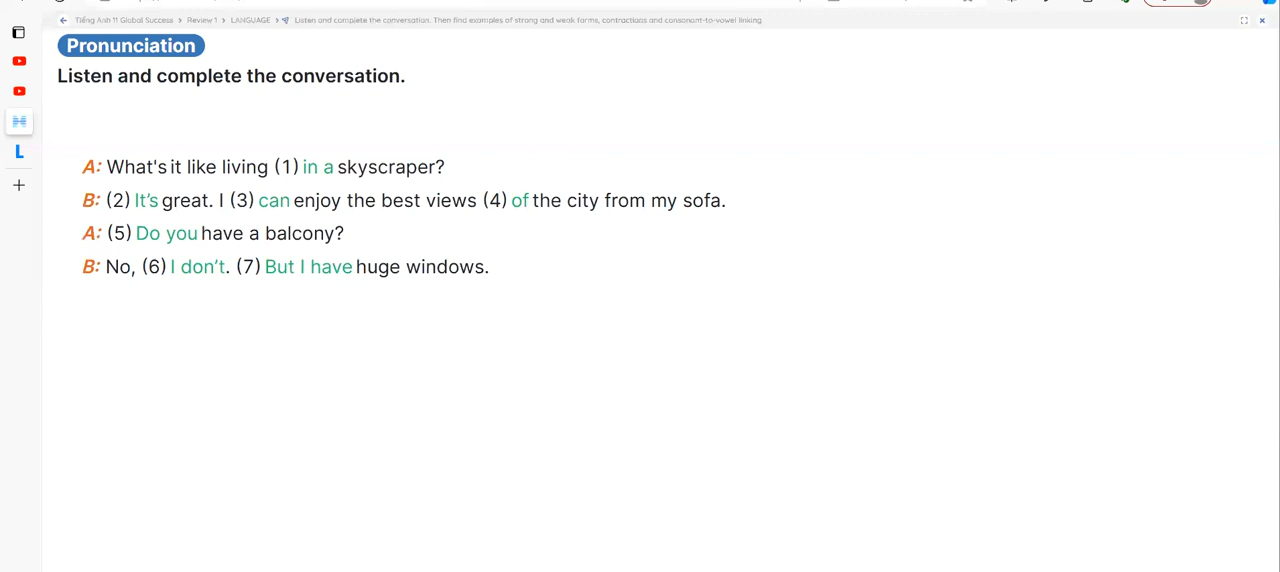 Tiếng Anh 11 Global Success > Review 1 > LANGUAGE > Listen and complete the conversation. Then find examples of strong and weak forms, contractions and consonant-to-vowel linking
Pronunciation
Listen and complete the conversation.
A: What's it like living (1) in a skyscraper?
B: (2) It’s great. I (3) can enjoy the best views (4) of the city from my sofa.
A: (5) Do you have a balcony?
B: No, (6) I don’t. (7) But I have huge windows.
L